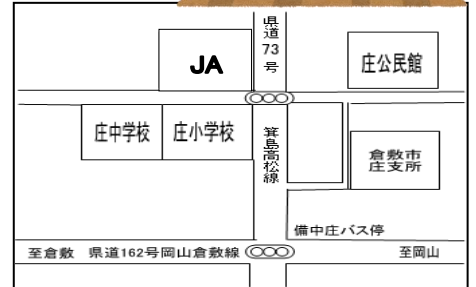 県道73号
JA
庄公民館
庄中学校
庄小学校
箕島高松線
倉敷市
庄支所
備中庄バス停
至倉敷 県道162号岡山倉敷線
至岡山